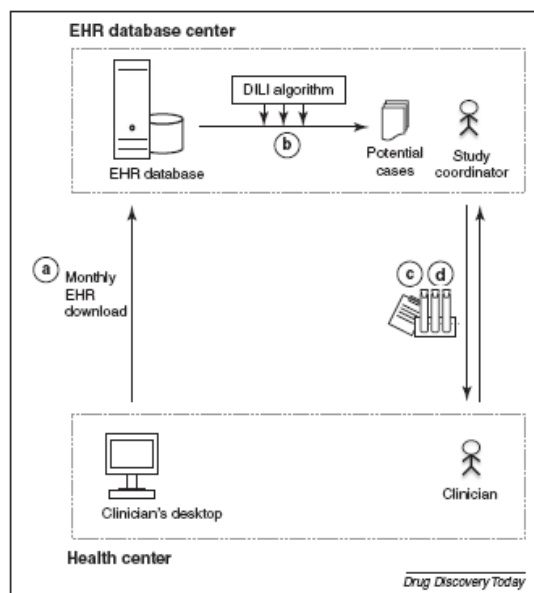 EHR database center
DILI algorithm
b
EHR database
Potential
cases
Study
coordinator
a
Monthly
EHR
download
c d
Clinician's desktop
Clinician
Health center
Drug Discovery Today